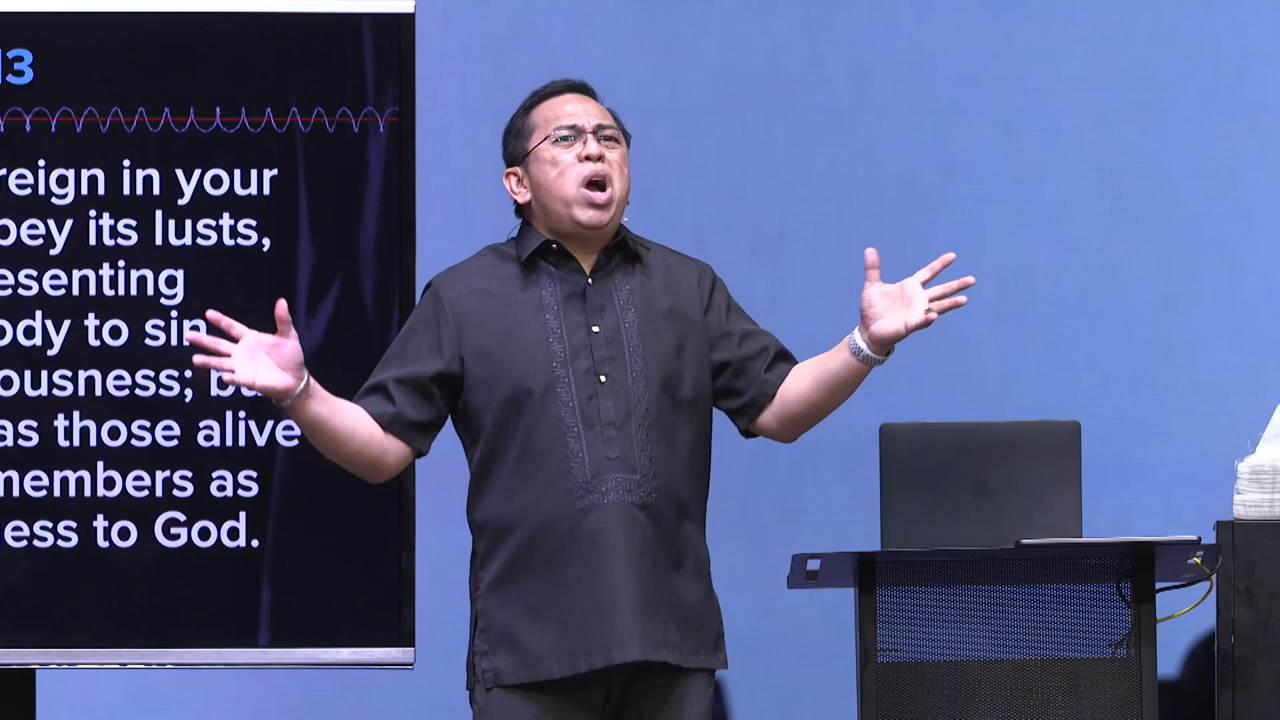 13
reign in your
bey its lusts,
esenting
ody to sin
ousness; bu
as those alive
members as
ess to God.